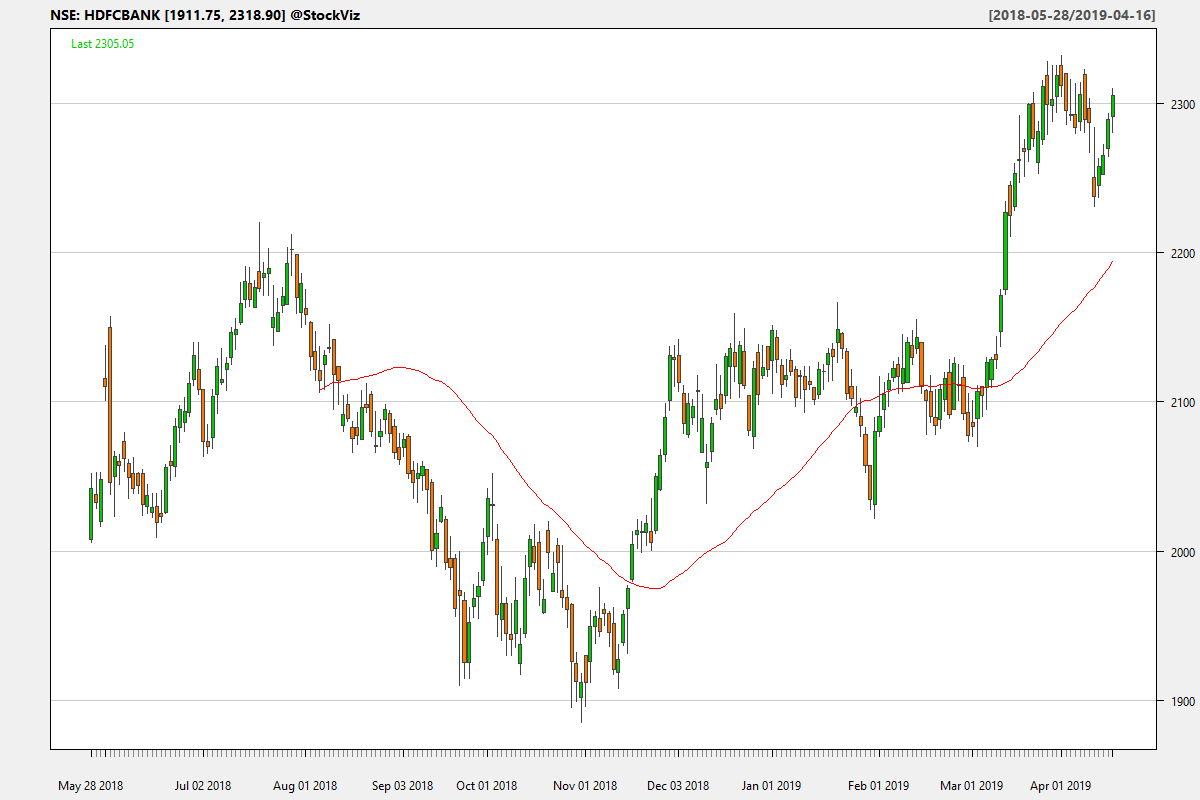 NSE: HDFCBANK [1911.75, 2318.90] @StockViz [2018-05-28/2019-04-16]
Last 2305.05
2300
2200
2100
2000
1900
May 28 2018 Jul 02 2018 Aug 01 2018 Sep 03 2018 Oct 01 2018 Nov 01 2018 Dec 03 2018 Jan 01 2019 Feb 01 2019 Mar 01 2019 Apr 01 2019